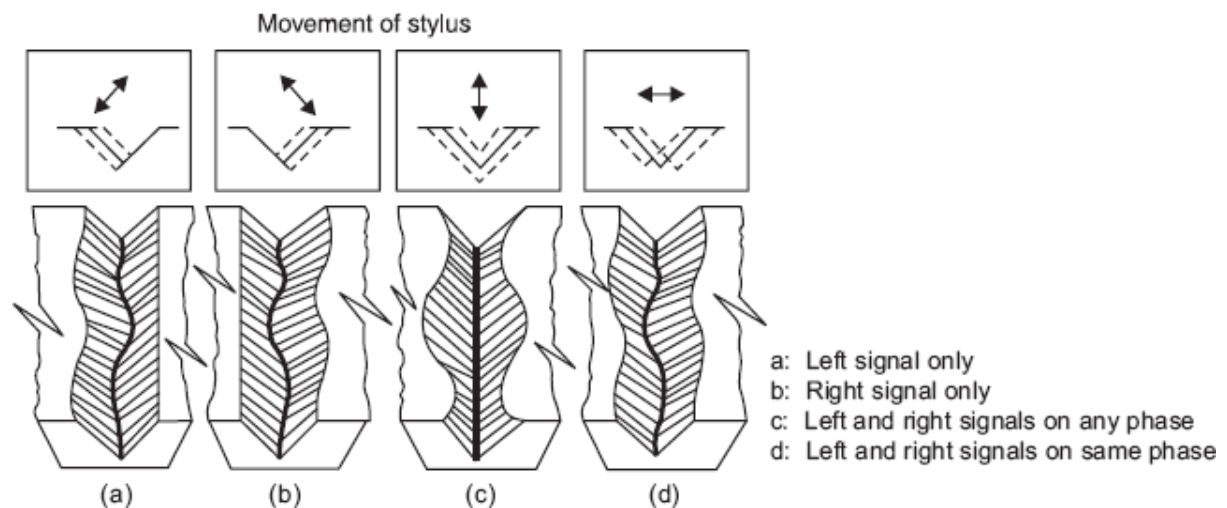 Movement of stylus
a: Left signal only
b: Right signal only
c: Left and right signals on any phase
d: Left and right signals on same phase
(a) (b) (c) (d)